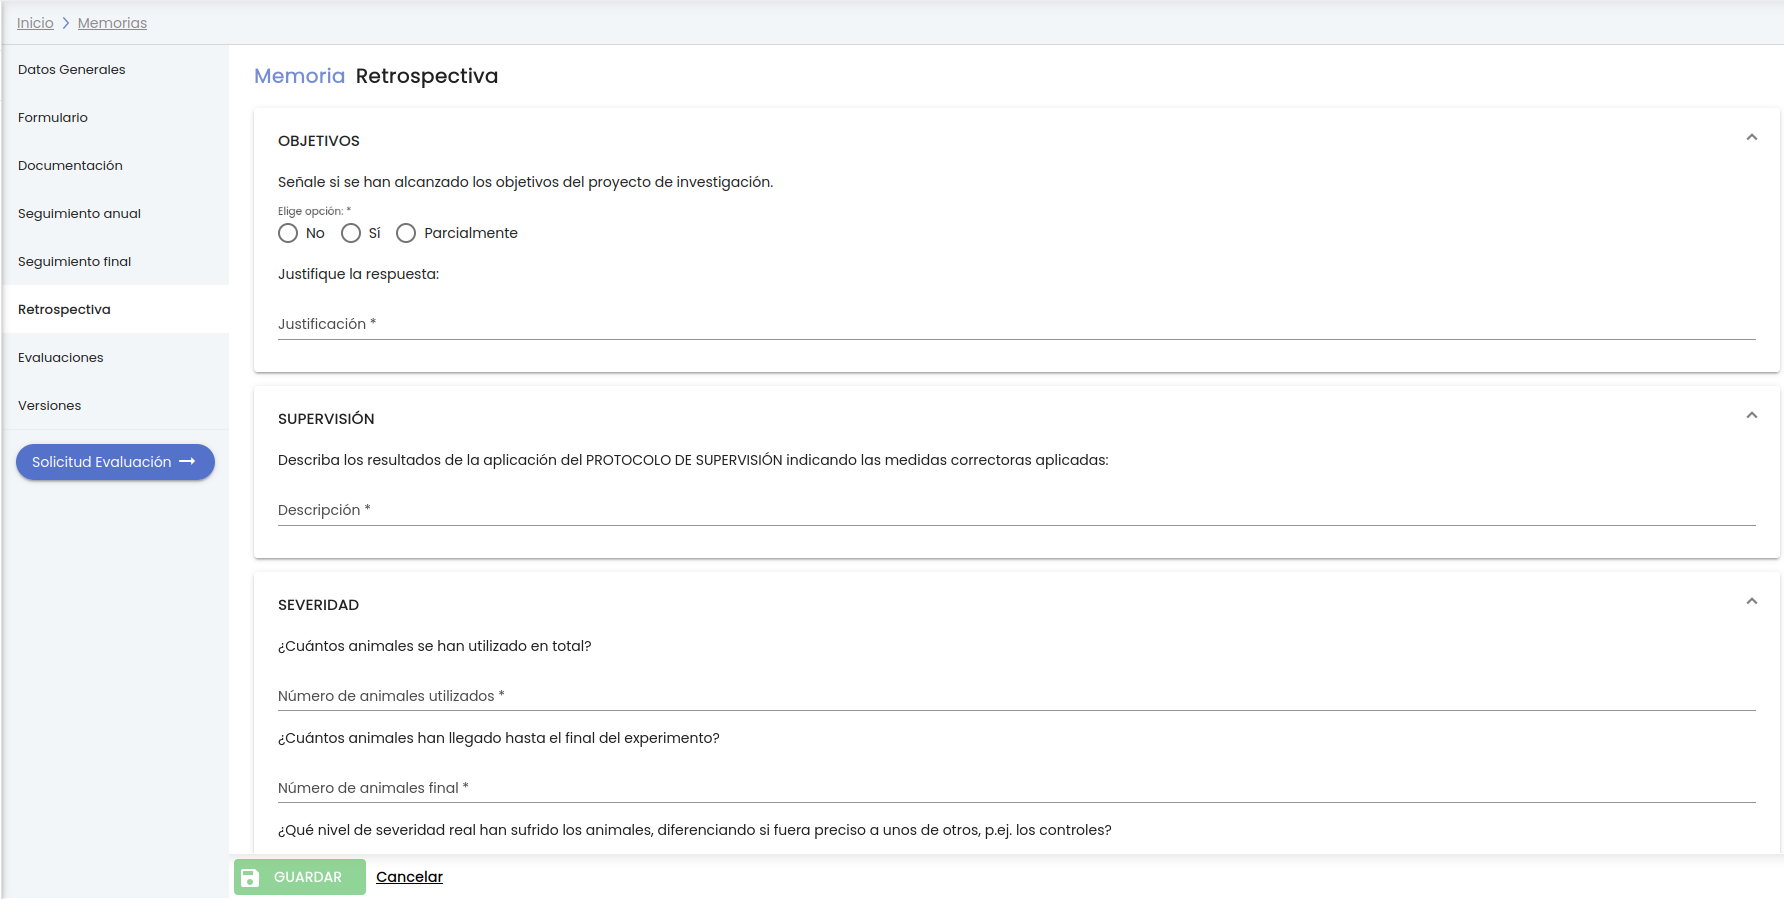 Inicio > Memorias
Datos Generales
Formulario
Documentación
Seguimiento anual
Seguimiento final
Retrospectiva
Evaluaciones
Versiones
Solicitud Evaluación →
Memoria Retrospectiva
OBJETIVOS
Señale si se han alcanzado los objetivos del proyecto de investigación.
Elige opción: *
No Sí Parcialmente
Justifique la respuesta:
Justificación *
SUPERVISIÓN
Describa los resultados de la aplicación del PROTOCOLO DE SUPERVISIÓN indicando las medidas correctoras aplicadas:
Descripción *
SEVERIDAD
¿Cuántos animales se han utilizado en total?
Número de animales utilizados *
¿Cuántos animales han llegado hasta el final del experimento?
Número de animales final *
¿Qué nivel de severidad real han sufrido los animales, diferenciando si fuera preciso a unos de otros, p.ej. los controles?
GUARDAR Cancelar